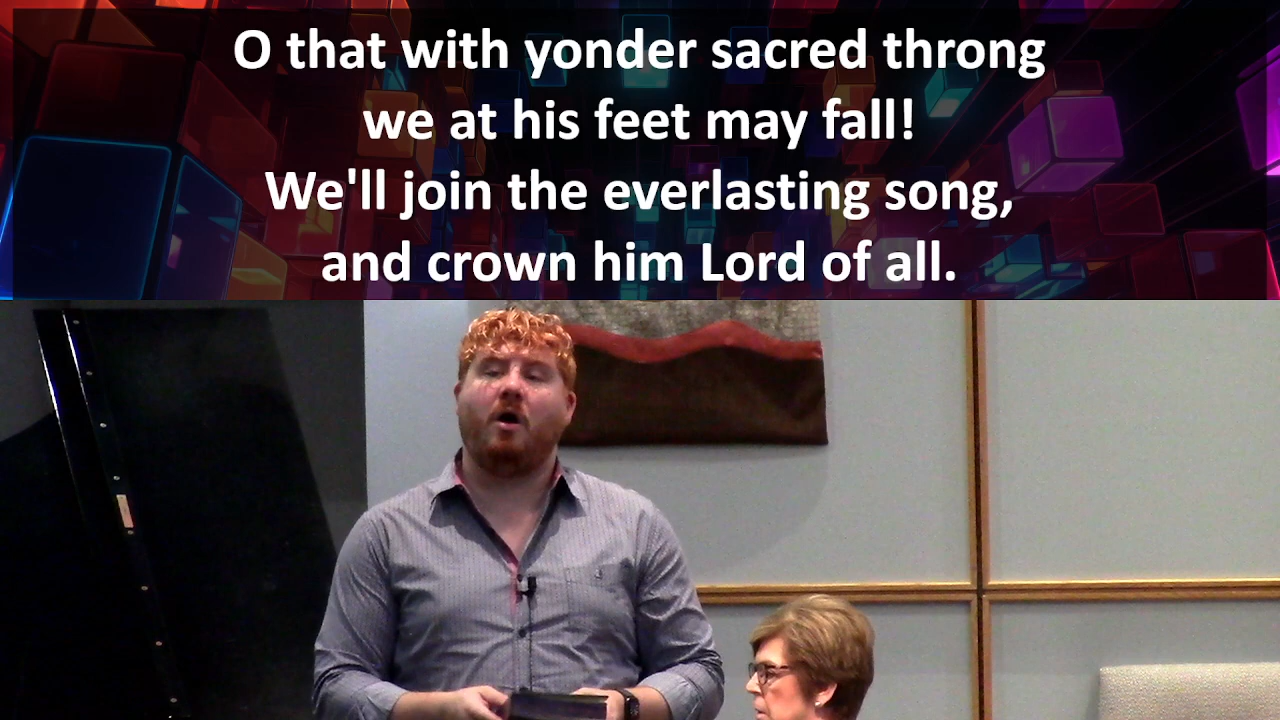 O that with yonder sacred throng
we at his feet may fall!
We'll join the everlasting song,
and crown him Lord of all.